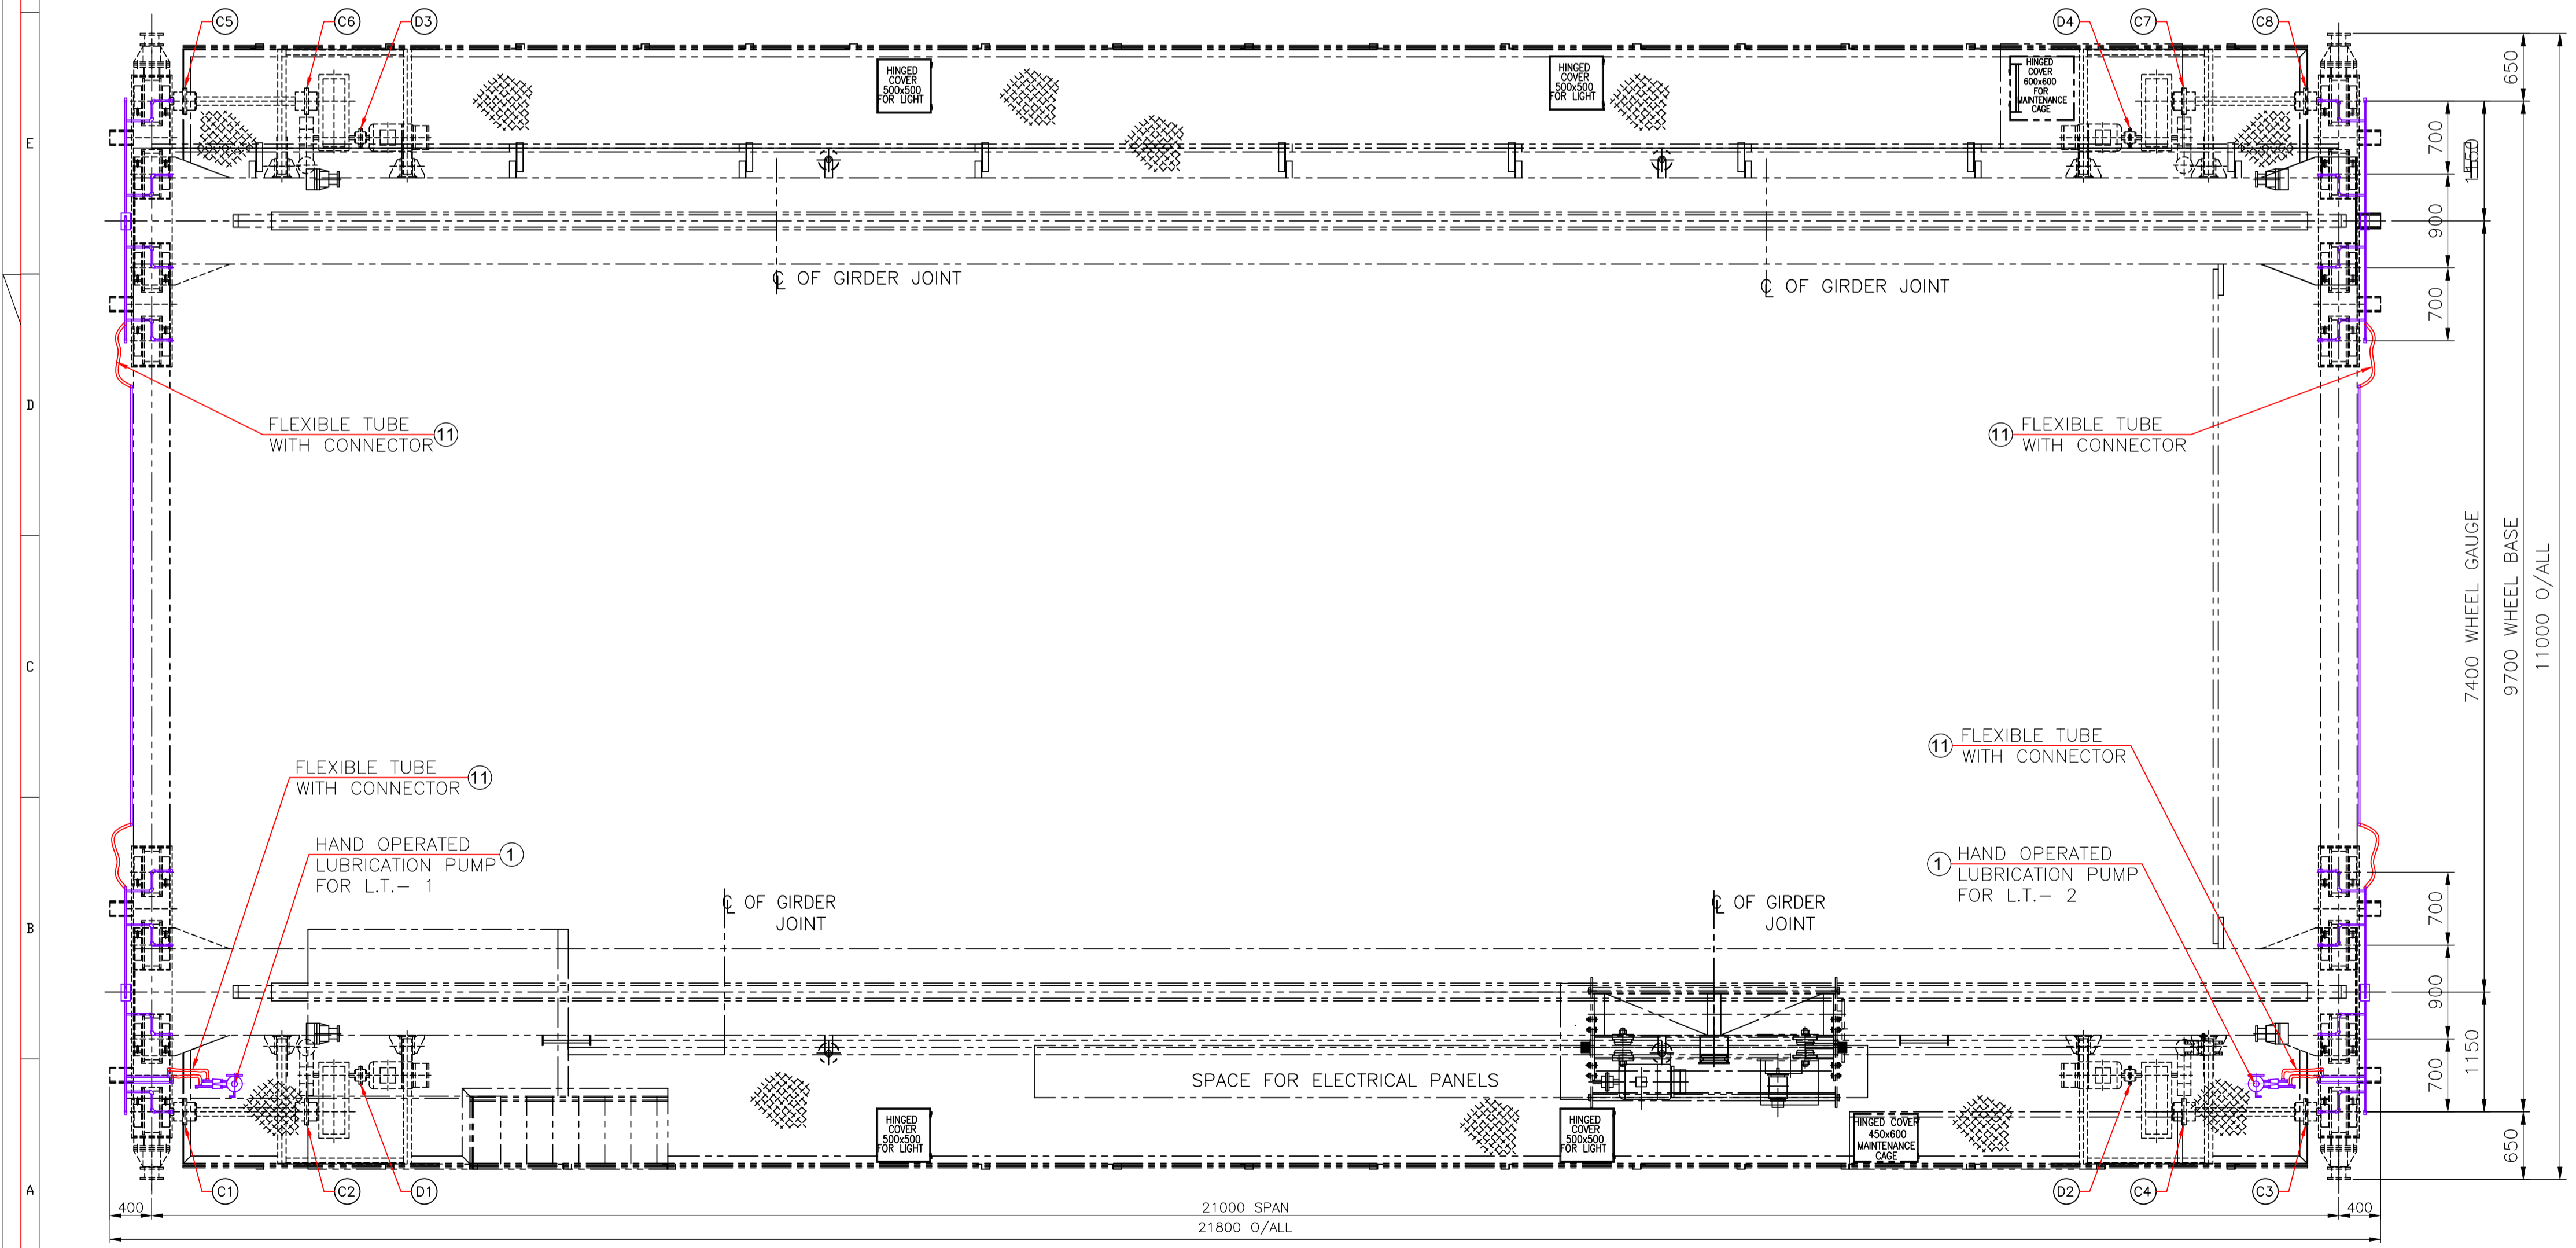 C5
C6
D3
D4
C7
C8
HINGED
COVER
500x500
FOR LIGHT
HINGED
COVER
500x500
FOR LIGHT
HINGED
COVER
600x600
FOR
MAINTENANCE
CAGE
650
E
700
1150
900
700
℄ OF GIRDER JOINT
℄ OF GIRDER JOINT
D
FLEXIBLE TUBE
WITH CONNECTOR 11
11 FLEXIBLE TUBE
WITH CONNECTOR
7400 WHEEL GAUGE
9700 WHEEL BASE
11000 O/ALL
C
FLEXIBLE TUBE
WITH CONNECTOR 11
11 FLEXIBLE TUBE
WITH CONNECTOR
HAND OPERATED
LUBRICATION PUMP 1
FOR L.T.– 1
1 HAND OPERATED
LUBRICATION PUMP
FOR L.T.– 2
B
℄ OF GIRDER
JOINT
℄ OF GIRDER
JOINT
700
900
700
1150
650
SPACE FOR ELECTRICAL PANELS
HINGED
COVER
500x500
FOR LIGHT
HINGED
COVER
500x500
FOR LIGHT
HINGED COVER
450x600
MAINTENANCE
CAGE
A
C1
C2
D1
D2
C4
C3
400
21000 SPAN
400
21800 O/ALL